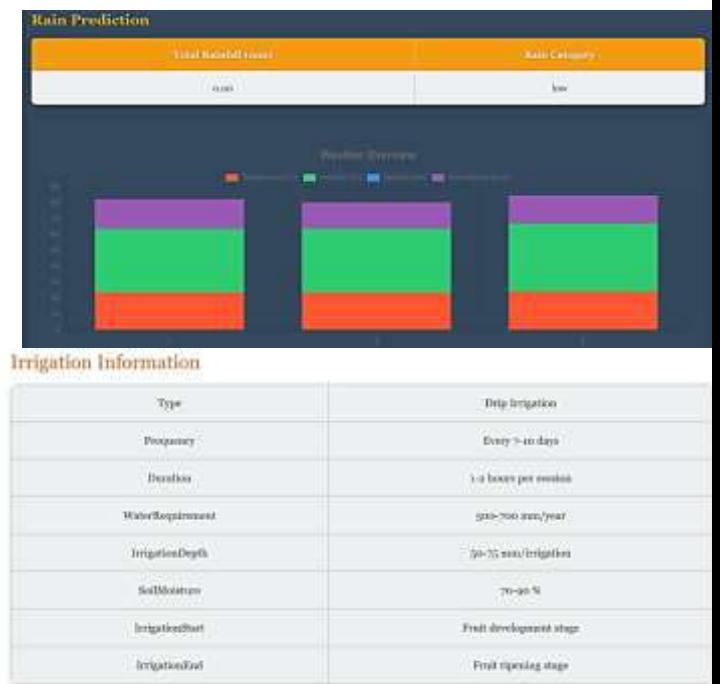 Rain Prediction
Total Rainfall (mm) Rain Category
0.00 low
Weather Overview
Irrigation Information
Type Drip Irrigation
Frequency Every 7-10 days
Duration 1-2 hours per session
WaterRequirement 500-700 mm/year
IrrigationDepth 50-75 mm/irrigation
SoilMoisture 70-90 %
IrrigationStart Fruit development stage
IrrigationEnd Fruit ripening stage